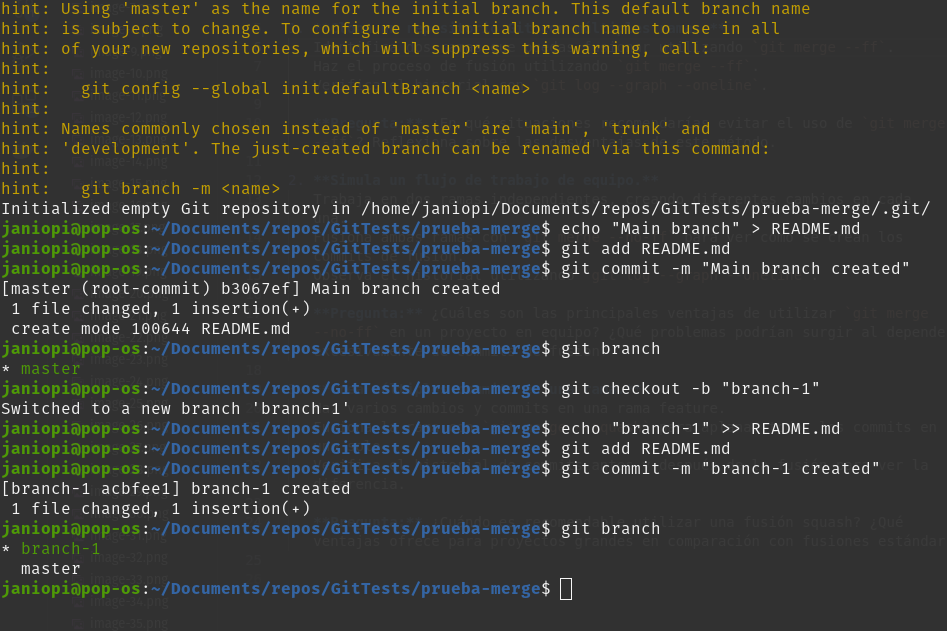 hint: Using 'master' as the name for the initial branch. This default branch name
hint: is subject to change. To configure the initial branch name to use in all
hint: of your new repositories, which will suppress this warning, call:
hint:
hint:   git config --global init.defaultBranch <name>
hint:
hint: Names commonly chosen instead of 'master' are 'main', 'trunk' and
hint: 'development'. The just-created branch can be renamed via this command:
hint:
hint:   git branch -m <name>
Initialized empty Git repository in /home/janiopi/Documents/repos/GitTests/prueba-merge/.git/
janiopi@pop-os:~/Documents/repos/GitTests/prueba-merge$ echo "Main branch" > README.md
janiopi@pop-os:~/Documents/repos/GitTests/prueba-merge$ git add README.md
janiopi@pop-os:~/Documents/repos/GitTests/prueba-merge$ git commit -m "Main branch created"
[master (root-commit) b3067ef] Main branch created
 1 file changed, 1 insertion(+)
 create mode 100644 README.md
janiopi@pop-os:~/Documents/repos/GitTests/prueba-merge$ git branch
* master
janiopi@pop-os:~/Documents/repos/GitTests/prueba-merge$ git checkout -b "branch-1"
Switched to a new branch 'branch-1'
janiopi@pop-os:~/Documents/repos/GitTests/prueba-merge$ echo "branch-1" >> README.md
janiopi@pop-os:~/Documents/repos/GitTests/prueba-merge$ git add README.md
janiopi@pop-os:~/Documents/repos/GitTests/prueba-merge$ git commit -m "branch-1 created"
[branch-1 acbfee1] branch-1 created
 1 file changed, 1 insertion(+)
janiopi@pop-os:~/Documents/repos/GitTests/prueba-merge$ git branch
* branch-1
  master
janiopi@pop-os:~/Documents/repos/GitTests/prueba-merge$